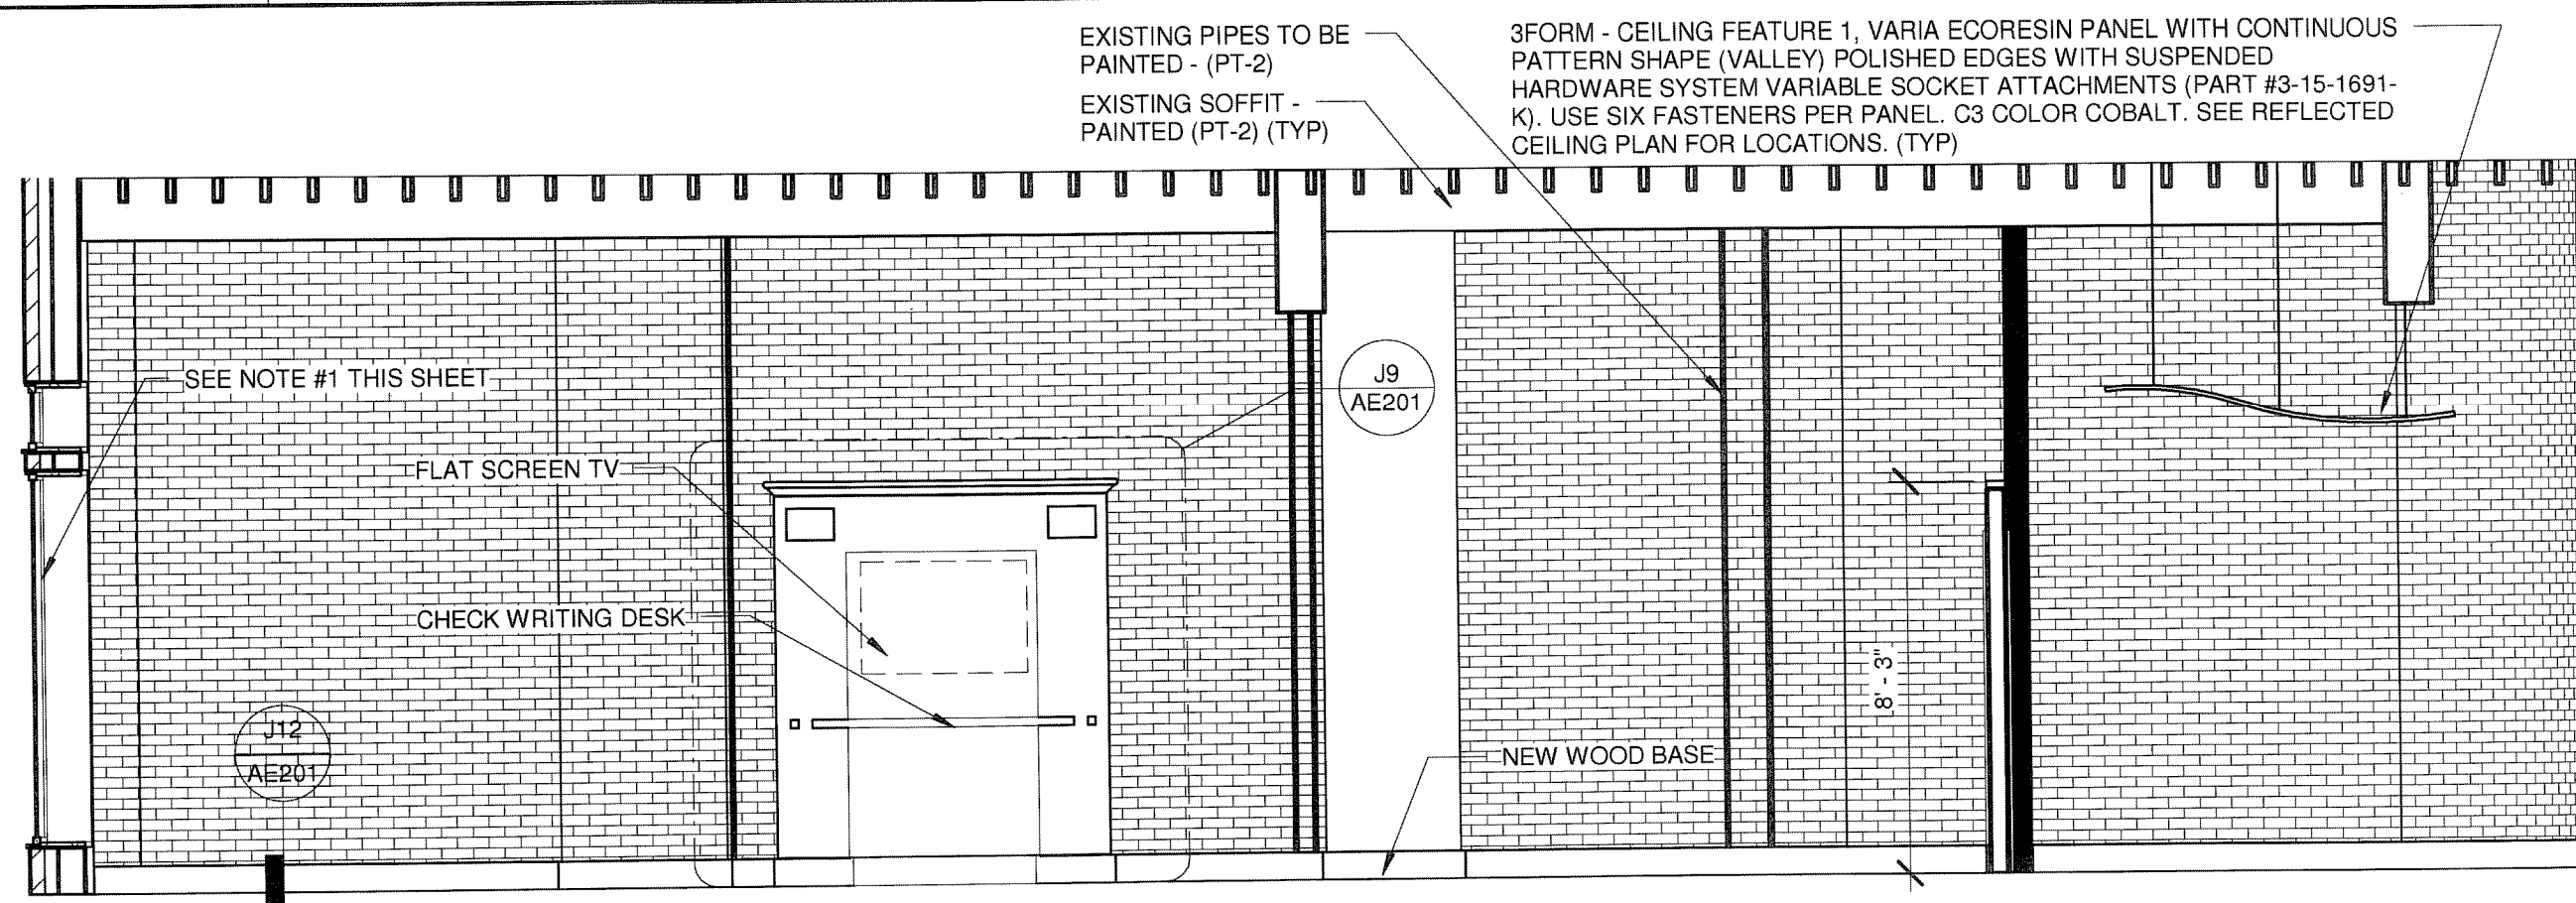 EXISTING PIPES TO BE
PAINTED - (PT-2)
EXISTING SOFFIT -
PAINTED (PT-2) (TYP)
3FORM - CEILING FEATURE 1, VARIA ECORESIN PANEL WITH CONTINUOUS
PATTERN SHAPE (VALLEY) POLISHED EDGES WITH SUSPENDED
HARDWARE SYSTEM VARIABLE SOCKET ATTACHMENTS (PART #3-15-1691-
K). USE SIX FASTENERS PER PANEL. C3 COLOR COBALT. SEE REFLECTED
CEILING PLAN FOR LOCATIONS. (TYP)
SEE NOTE #1 THIS SHEET
J9
AE201
FLAT SCREEN TV
CHECK WRITING DESK
8' - 3"
J12
AE201
NEW WOOD BASE